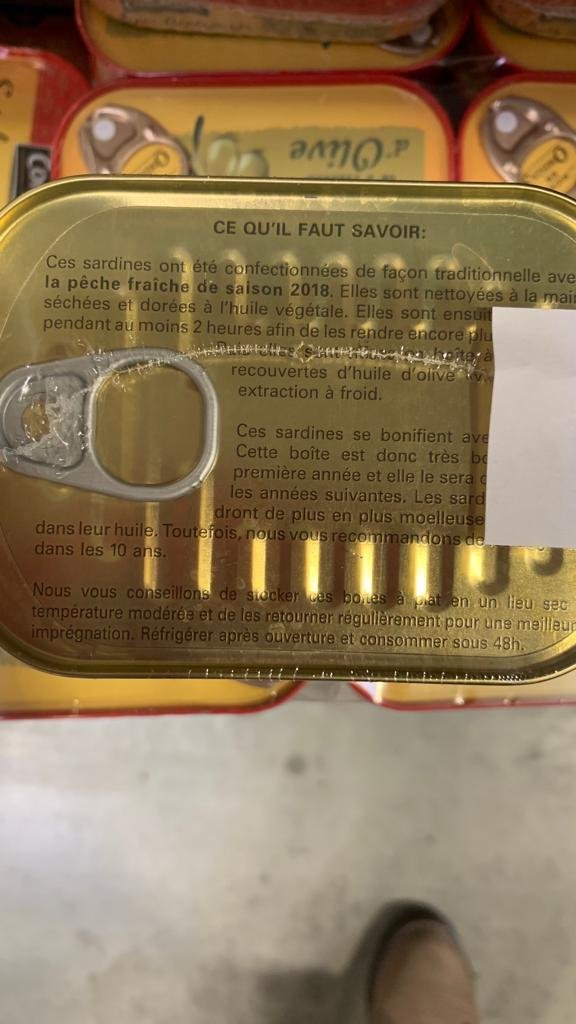 d'Olive
CE QU'IL FAUT SAVOIR:
Ces sardines ont été confectionnées de façon traditionnelle ave
la pêche fraîche de saison 2018. Elles sont nettoyées à la main
séchées et dorées à l'huile végétale. Elles sont ensuit
pendant au moins 2 heures afin de les rendre encore plu
boîte à
recouvertes d'huile d'olive
extraction à froid.
Ces sardines se bonifient ave
Cette boîte est donc très bo
première année et elle le sera
les années suivantes. Les sard
dront de plus en plus moelleuse
dans leur huile. Toutefois, nous vous recommandons de
dans les 10 ans.
Nous vous conseillons de stocker ces boîtes à plat en un lieu sec
température modérée et de les retourner régulièrement pour une meilleur
imprégnation. Réfrigérer après ouverture et consommer sous 48h.